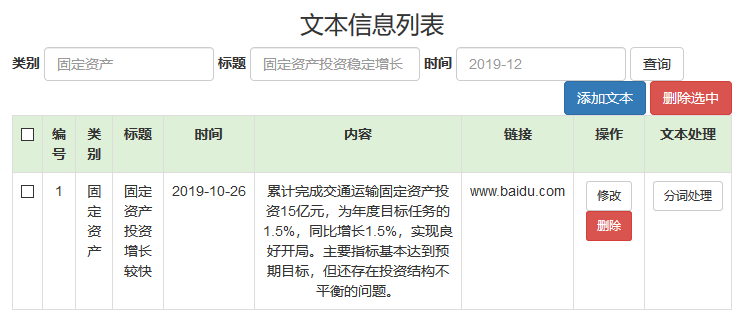 文本信息列表
类别 固定资产 标题 固定资产投资稳定增长 时间 2019-12 查询
添加文本 删除选中
编号 类别 标题 时间 内容 链接 操作 文本处理
1 固定资产 固定资产投资增长较快 2019-10-26 累计完成交通运输固定资产投 www.baidu.com 修改 分词处理
资15亿元，为年度目标任务的 删除
1.5%，同比增长1.5%，实现良
好开局。主要指标基本达到预
期目标，但还存在投资结构不
平衡的问题。